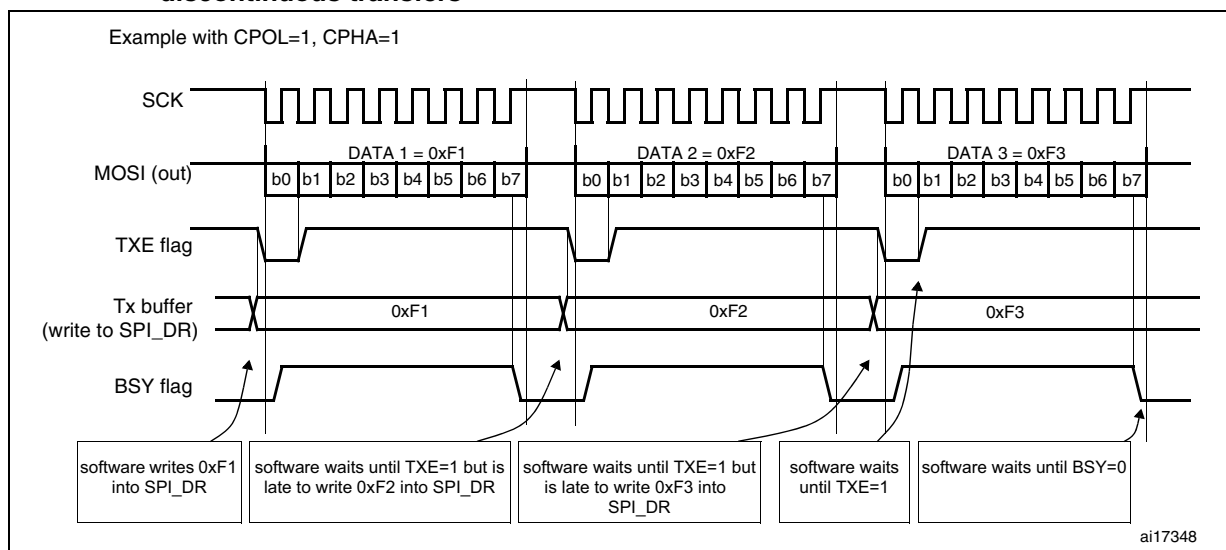 discontinuous transfers
Example with CPOL=1, CPHA=1
SCK
DATA 1 = 0xF1
DATA 2 = 0xF2
DATA 3 = 0xF3
MOSI (out)
b0 b1 b2 b3 b4 b5 b6 b7
b0 b1 b2 b3 b4 b5 b6 b7
b0 b1 b2 b3 b4 b5 b6 b7
TXE flag
Tx buffer
(write to SPI_DR)
0xF1
0xF2
0xF3
BSY flag
software writes 0xF1
into SPI_DR
software waits until TXE=1 but is
late to write 0xF2 into SPI_DR
software waits until TXE=1 but
is late to write 0xF3 into
SPI_DR
software waits
until TXE=1
software waits until BSY=0
ai17348